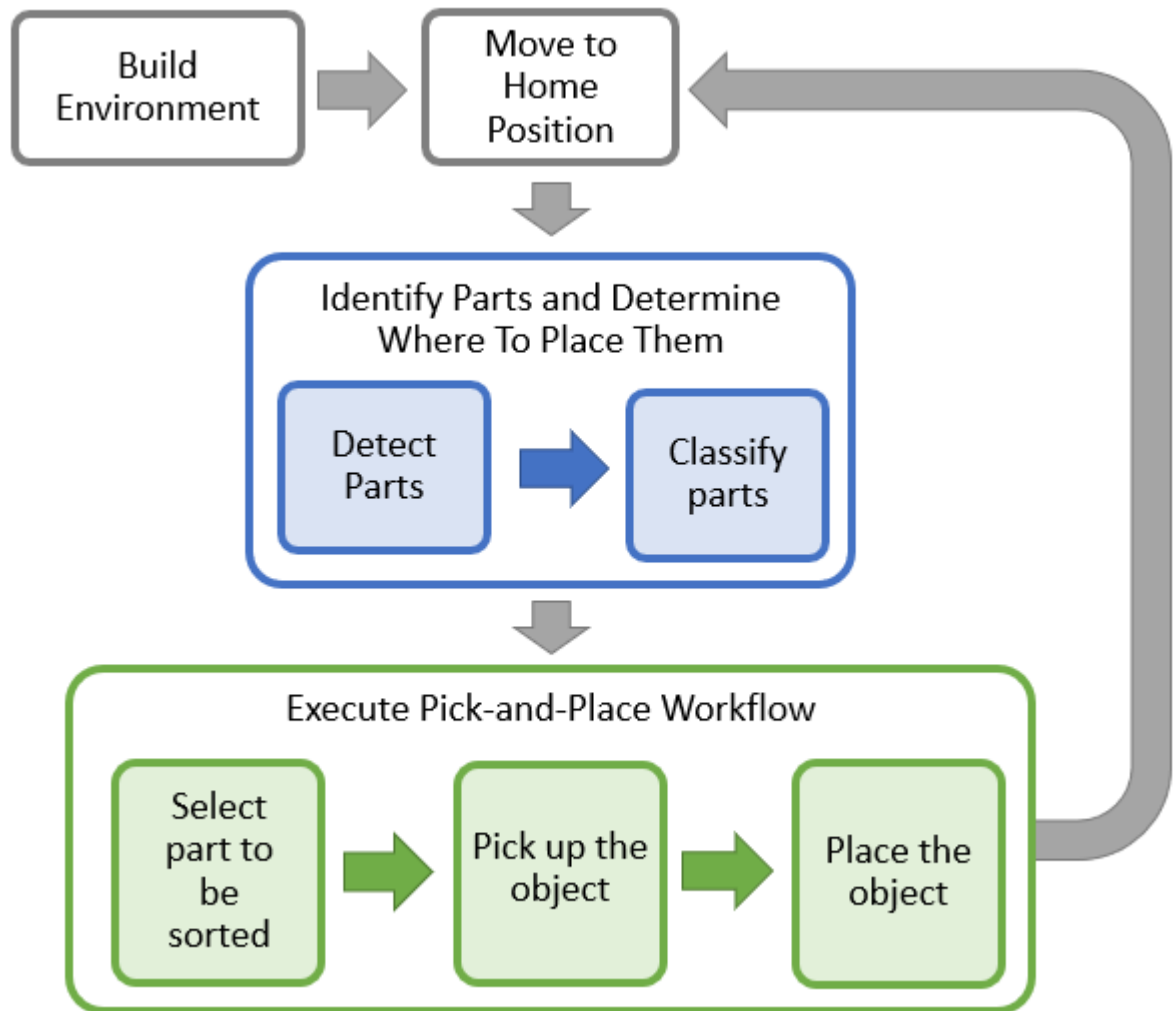 Build
Environment
Move to
Home
Position
Identify Parts and Determine
Where To Place Them
Detect
Parts
Classify
parts
Execute Pick-and-Place Workflow
Select
part to
be
sorted
Pick up the
object
Place the
object